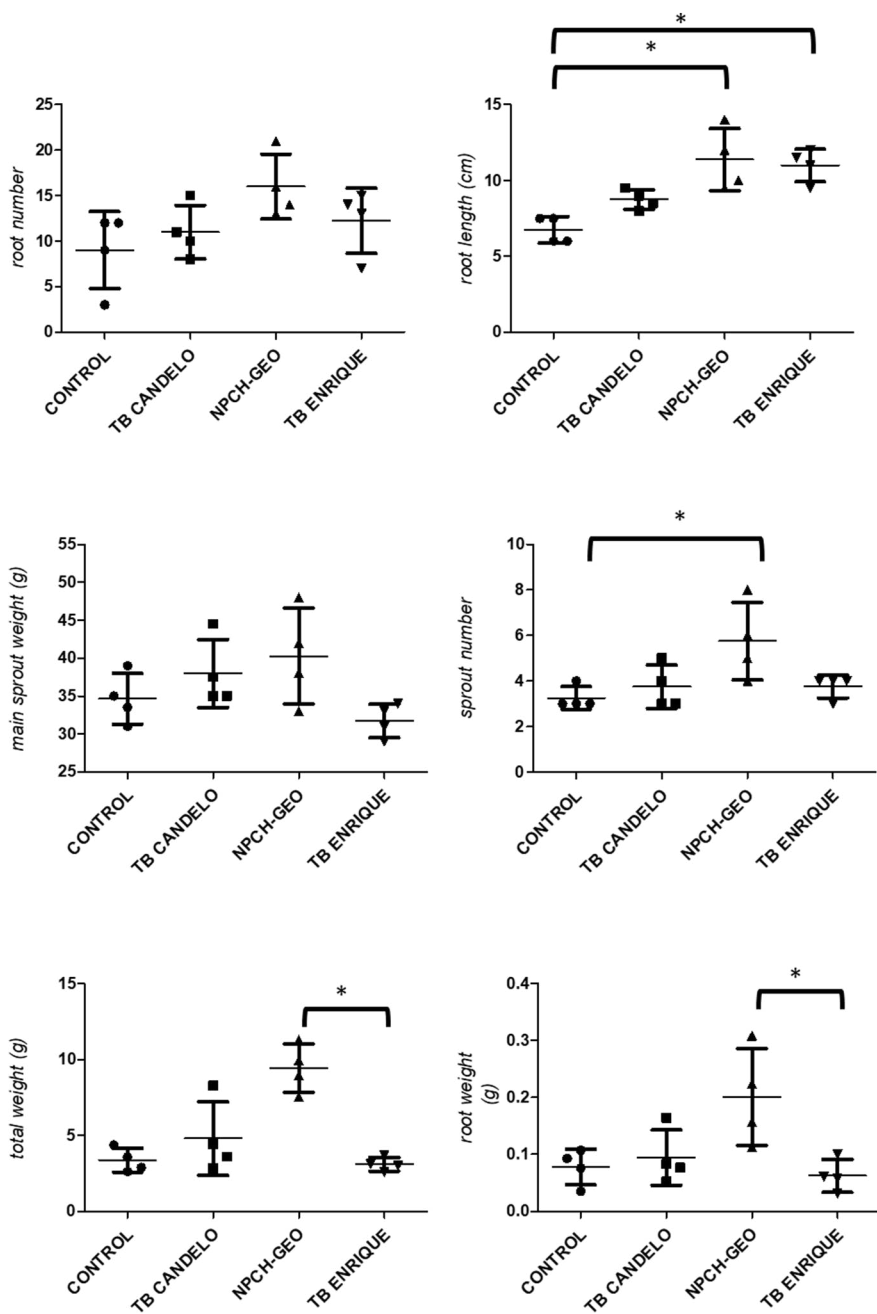 *
*
root number
25
20
15
10
5
0
CONTROL
TB CANDELO
NPCH-GEO
TB ENRIQUE
root length (cm)
15
10
5
0
CONTROL
TB CANDELO
NPCH-GEO
TB ENRIQUE
main sprout weight (g)
55
50
45
40
35
30
25
CONTROL
TB CANDELO
NPCH-GEO
TB ENRIQUE
*
sprout number
10
8
6
4
2
0
CONTROL
TB CANDELO
NPCH-GEO
TB ENRIQUE
total weight (g)
15
10
5
0
*
CONTROL
TB CANDELO
NPCH-GEO
TB ENRIQUE
root weight
(g)
0.4
0.3
0.2
0.1
0.0
*
CONTROL
TB CANDELO
NPCH-GEO
TB ENRIQUE